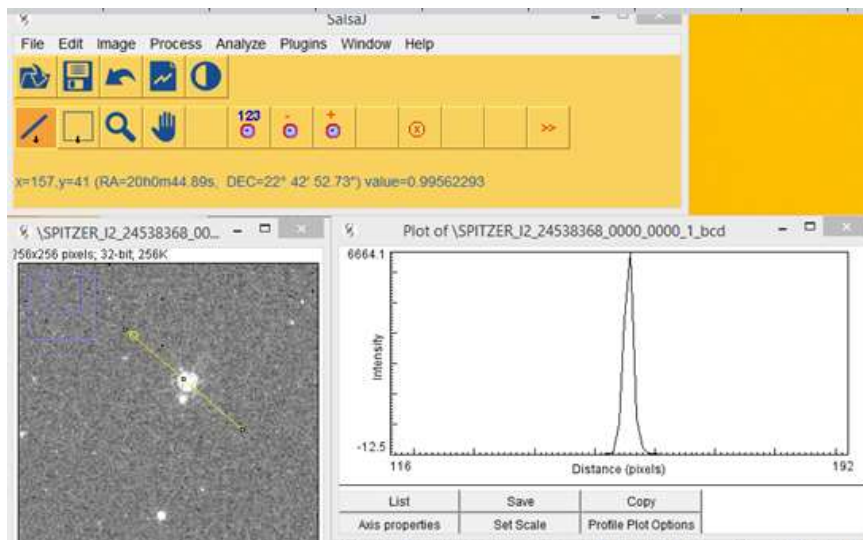 SalsaJ
File Edit Image Process Analyze Plugins Window Help
123 - +
x >>
x=157,y=41 (RA=20h0m44.89s, DEC=22° 42' 52.73") value=0.99562293
\SPITZER_I2_24538368_00...
256x256 pixels; 32-bit; 256K
Plot of \SPITZER_I2_24538368_0000_0000_1_bcd
6664.1
Intensity
-12.5
116 Distance (pixels) 192
List Save Copy
Axis properties Set Scale Profile Plot Options